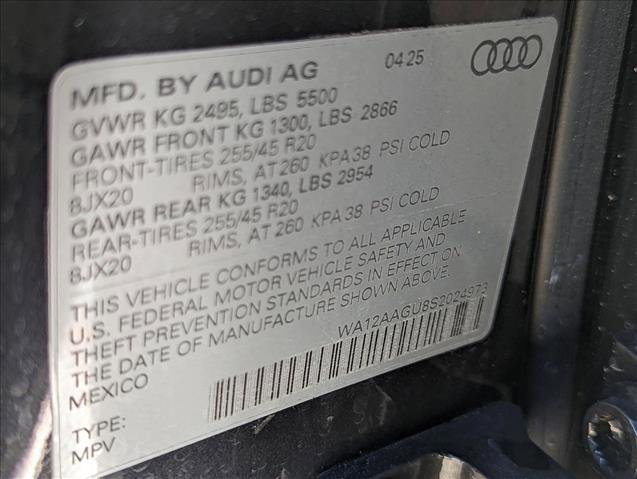 MFD. BY AUDI AG 04 25
GVWR KG 2495, LBS 5500
GAWR FRONT KG 1300, LBS 2866
FRONT-TIRES 255/45 R20
8JX20 RIMS, AT 260 KPA 38 PSI COLD
GAWR REAR KG 1340, LBS 2954
REAR-TIRES 255/45 R20
8JX20 RIMS, AT 260 KPA 38 PSI COLD
THIS VEHICLE CONFORMS TO ALL APPLICABLE
U.S. FEDERAL MOTOR VEHICLE SAFETY AND
THEFT PREVENTION STANDARDS IN EFFECT ON
THE DATE OF MANUFACTURE SHOWN ABOVE.
MEXICO WA12AAGU8S2024973
TYPE:
MPV